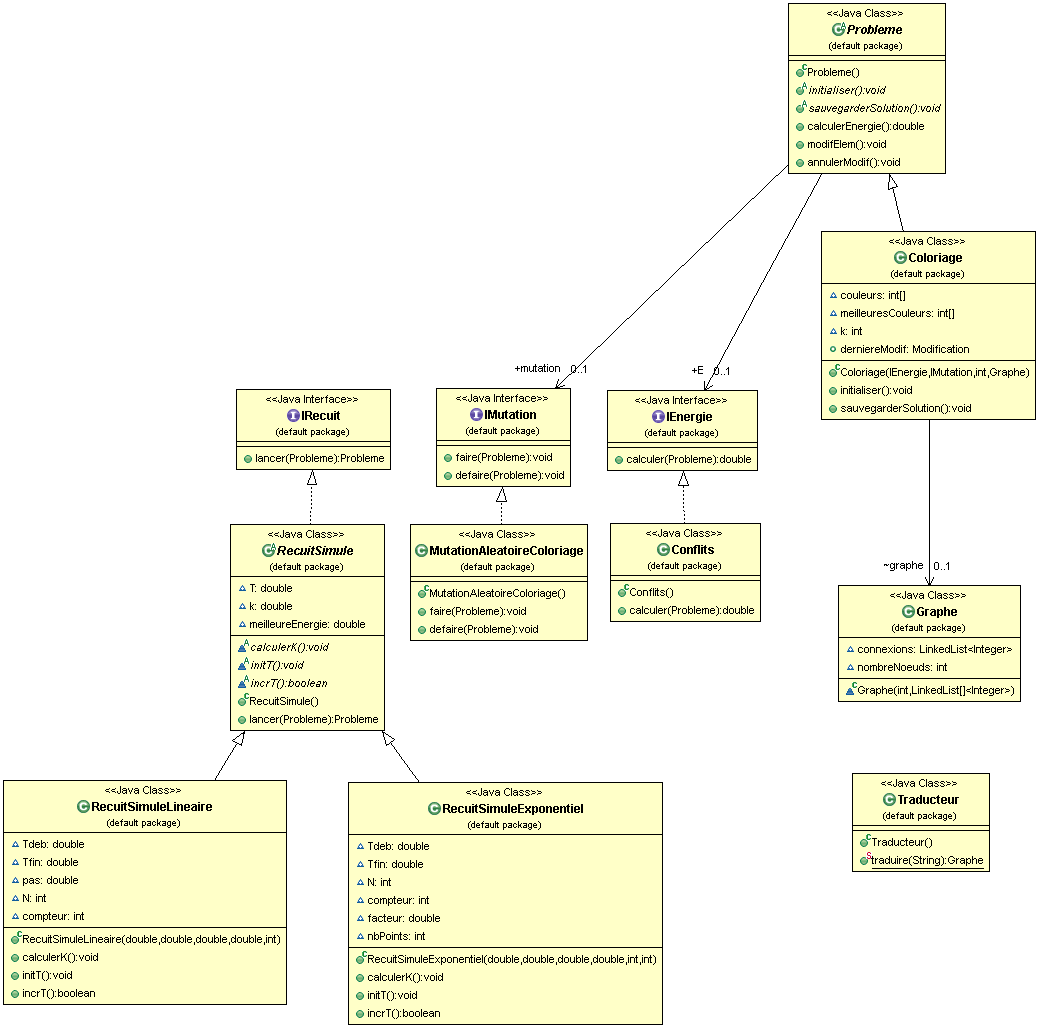 <<Java Class>>
Probleme
(default package)
Probleme()
initialiser():void
sauvegarderSolution():void
calculerEnergie():double
modifElem():void
annulerModif():void
<<Java Class>>
Coloriage
(default package)
couleurs: int[]
meilleuresCouleurs: int[]
k: int
derniereModif: Modification
Coloriage(IEnergie,IMutation,int,Graphe)
initialiser():void
sauvegarderSolution():void
+mutation 0..1
+E 0..1
<<Java Interface>>
IRecuit
(default package)
lancer(Probleme):Probleme
<<Java Interface>>
IMutation
(default package)
faire(Probleme):void
defaire(Probleme):void
<<Java Interface>>
IEnergie
(default package)
calculer(Probleme):double
<<Java Class>>
RecuitSimule
(default package)
T: double
k: double
meilleureEnergie: double
calculerK():void
initT():void
incrT():boolean
RecuitSimule()
lancer(Probleme):Probleme
<<Java Class>>
MutationAleatoireColoriage
(default package)
MutationAleatoireColoriage()
faire(Probleme):void
defaire(Probleme):void
<<Java Class>>
Conflits
(default package)
Conflits()
calculer(Probleme):double
~graphe 0..1
<<Java Class>>
Graphe
(default package)
connexions: LinkedList<Integer>
nombreNoeuds: int
Graphe(int,LinkedList[]<Integer>)
<<Java Class>>
RecuitSimuleLineaire
(default package)
Tdeb: double
Tfin: double
pas: double
N: int
compteur: int
RecuitSimuleLineaire(double,double,double,double,int)
calculerK():void
initT():void
incrT():boolean
<<Java Class>>
RecuitSimuleExponentiel
(default package)
Tdeb: double
Tfin: double
N: int
compteur: int
facteur: double
nbPoints: int
RecuitSimuleExponentiel(double,double,double,double,int,int)
calculerK():void
initT():void
incrT():boolean
<<Java Class>>
Traducteur
(default package)
Traducteur()
traduire(String):Graphe